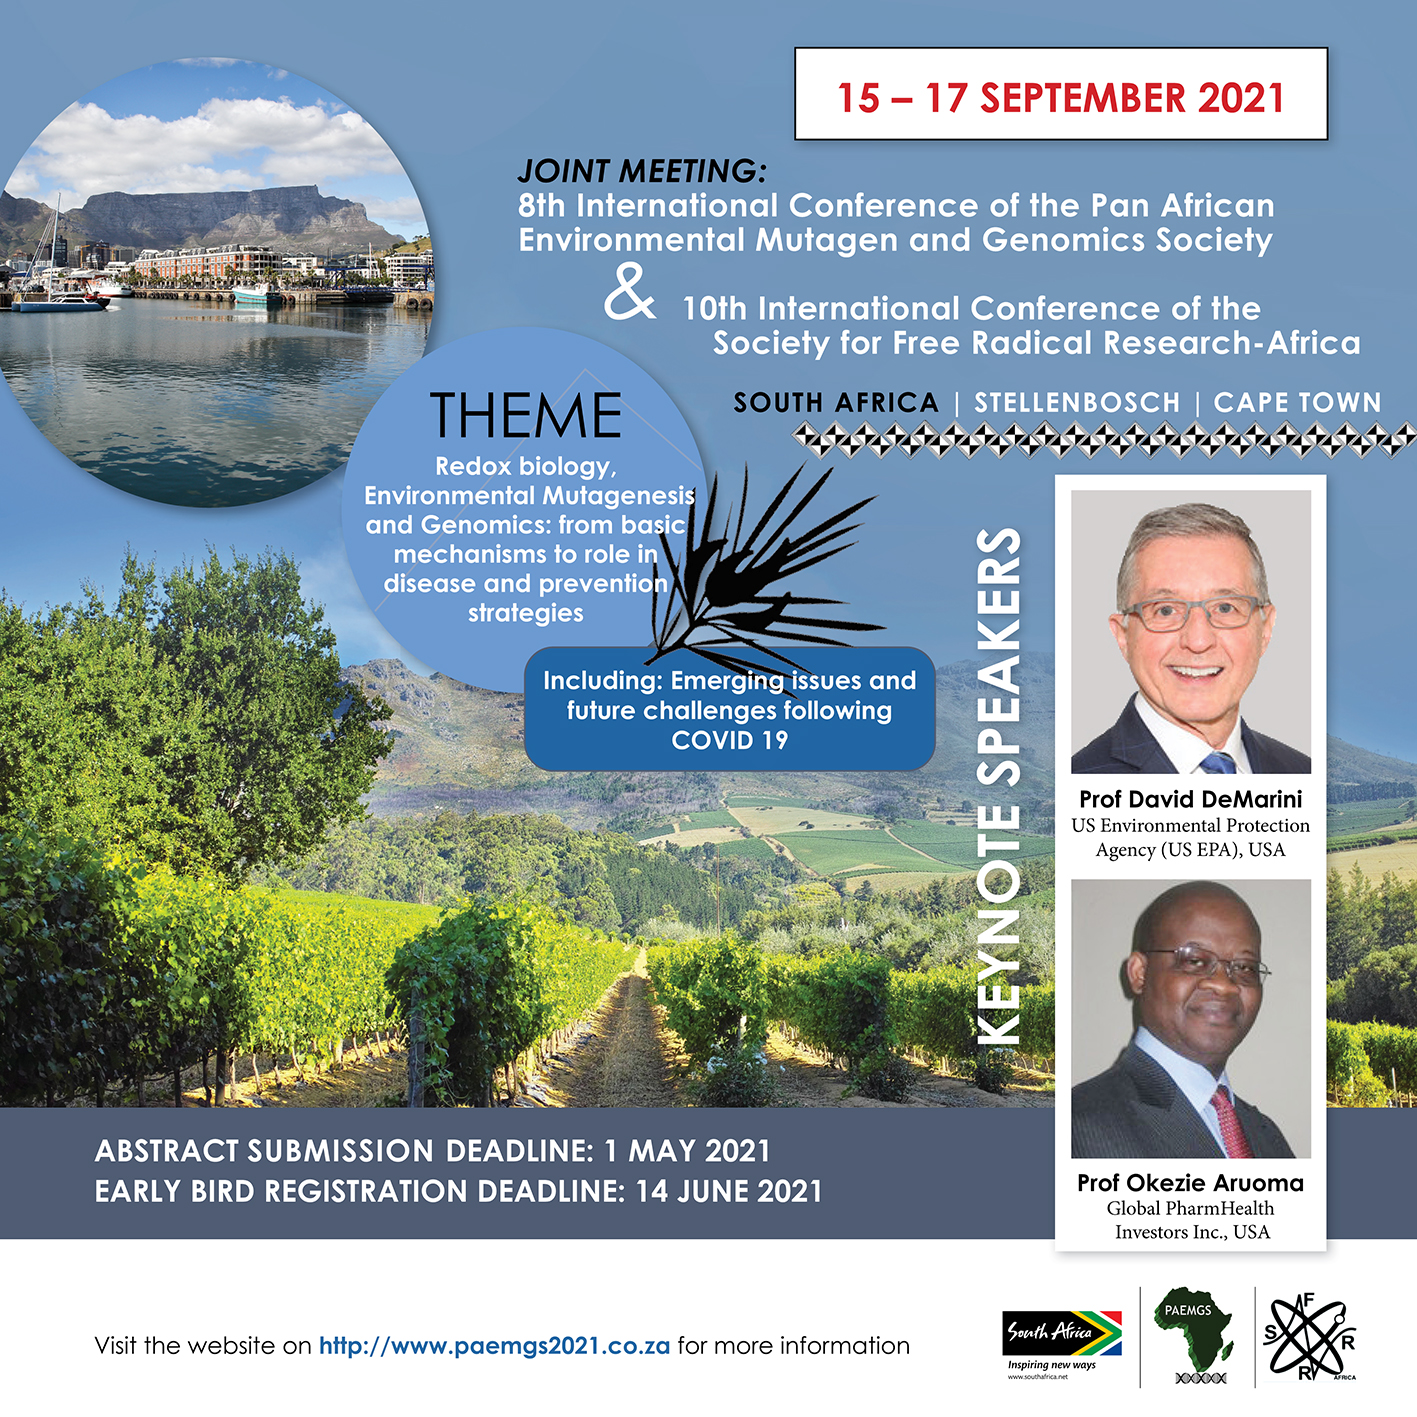 15 – 17 SEPTEMBER 2021
JOINT MEETING:
8th International Conference of the Pan African
Environmental Mutagen and Genomics Society
&
10th International Conference of the
Society for Free Radical Research-Africa
SOUTH AFRICA | STELLENBOSCH | CAPE TOWN
THEME
Redox biology,
Environmental Mutagenesis
and Genomics: from basic
mechanisms to role in
disease and prevention
strategies
Including: Emerging issues and
future challenges following
COVID 19
KEYNOTE SPEAKERS
Prof David DeMarini
US Environmental Protection
Agency (US EPA), USA
Prof Okezie Aruoma
Global PharmHealth
Investors Inc., USA
ABSTRACT SUBMISSION DEADLINE: 1 MAY 2021
EARLY BIRD REGISTRATION DEADLINE: 14 JUNE 2021
Visit the website on http://www.paemgs2021.co.za for more information
South Africa
Inspiring new ways
www.southafrica.net
PAEMGS
S F R R
AFRICA